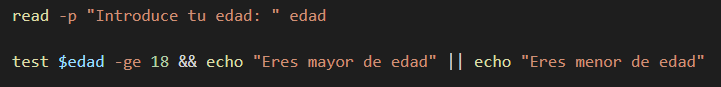 read -p "Introduce tu edad: " edad
test $edad -ge 18 && echo "Eres mayor de edad" || echo "Eres menor de edad"